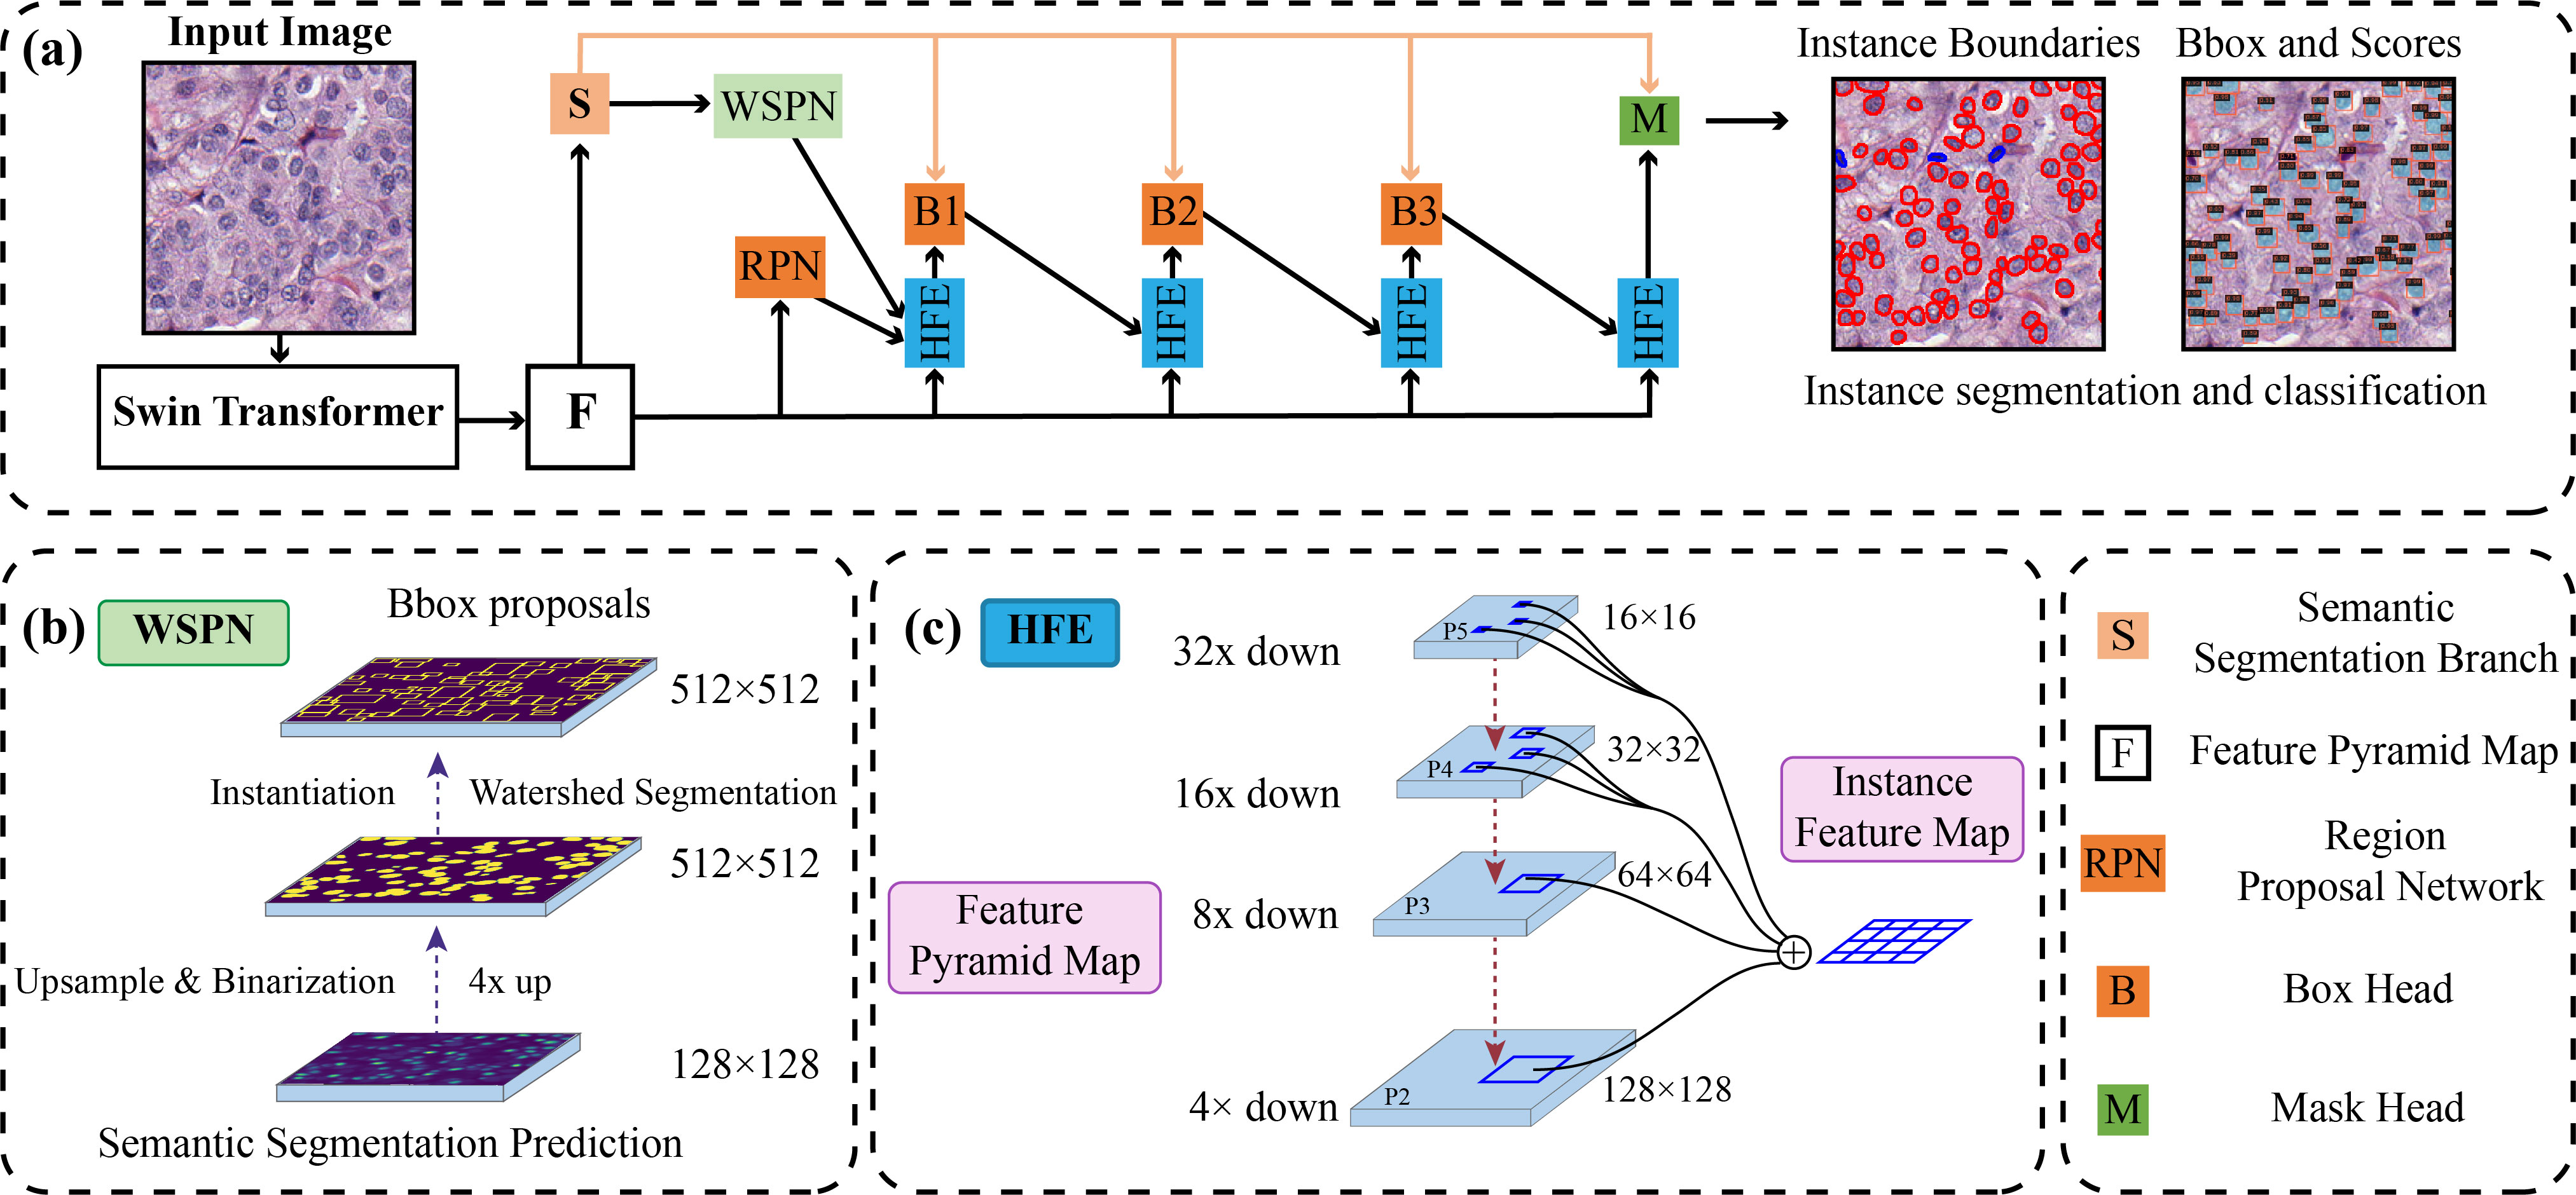 (a)
Input Image
Swin Transformer
F
S
WSPN
RPN
B1
HFE
B2
HFE
B3
HFE
M
HFE
Instance Boundaries
Bbox and Scores
Instance segmentation and classification
(b)
WSPN
Bbox proposals
512×512
Instantiation
Watershed Segmentation
512×512
Upsample & Binarization
4x up
128×128
Semantic Segmentation Prediction
(c)
HFE
32x down
P5
16×16
16x down
P4
32×32
8x down
P3
64×64
4× down
P2
128×128
Feature
Pyramid Map
Instance
Feature Map
S
Semantic
Segmentation Branch
F
Feature Pyramid Map
RPN
Region
Proposal Network
B
Box Head
M
Mask Head